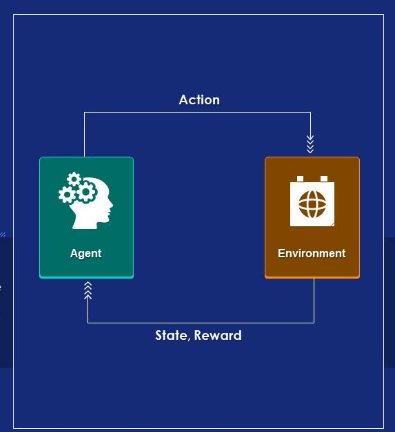 Action
Agent
Environment
State, Reward